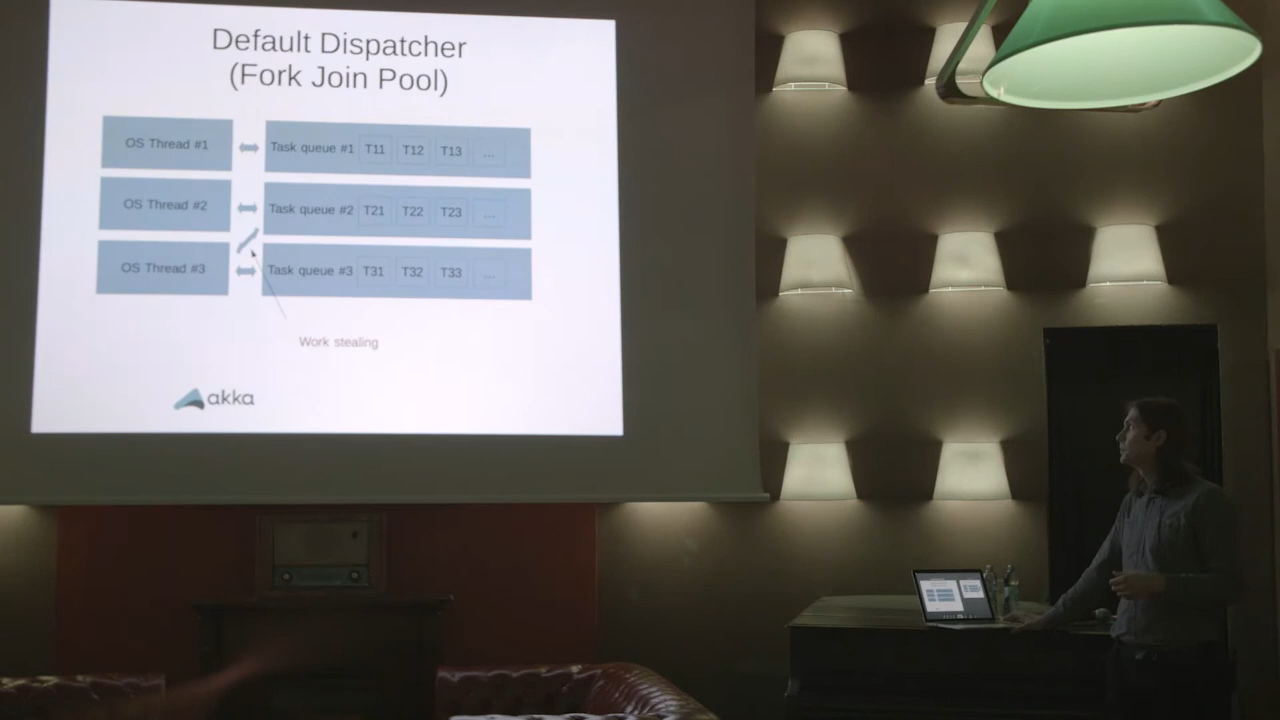 Default Dispatcher
(Fork Join Pool)
OS Thread #1
Task queue #1 T11 T12 T13 ...
OS Thread #2
Task queue #2 T21 T22 T23 ...
OS Thread #3
Task queue #3 T31 T32 T33 ...
Work stealing
akka